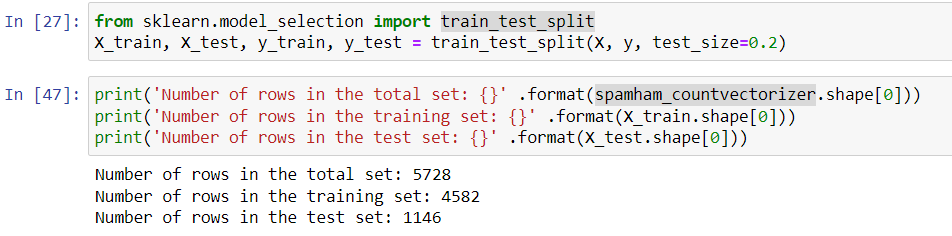 In [27]: from sklearn.model_selection import train_test_split
X_train, X_test, y_train, y_test = train_test_split(X, y, test_size=0.2)
In [47]: print('Number of rows in the total set: {}' .format(spamham_countvectorizer.shape[0]))
print('Number of rows in the training set: {}' .format(X_train.shape[0]))
print('Number of rows in the test set: {}' .format(X_test.shape[0]))
Number of rows in the total set: 5728
Number of rows in the training set: 4582
Number of rows in the test set: 1146